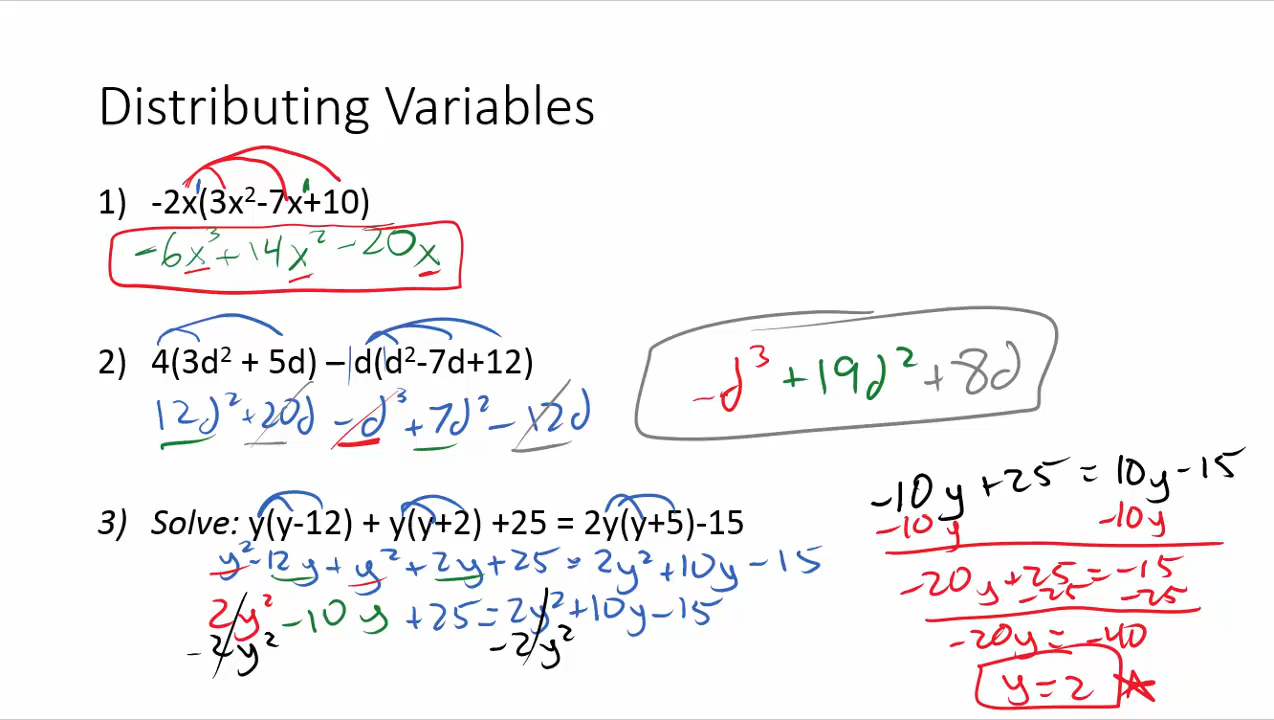 Distributing Variables
1) -2x(3x²-7x+10)
-6x³+14x²-20x
2) 4(3d² + 5d) – d(d²-7d+12)
12d²+20d -d³ +7d² - 12d
-d³ +19d² +8d
3) Solve: y(y-12) + y(y+2) +25 = 2y(y+5)-15
y²-12y + y² +2y +25 = 2y² +10y -15
2y² -10y +25 = 2y² +10y -15
-2y² -2y²
-10y +25 = 10y -15
-10y -10y
-20y +25 = -15
-25 -25
-20y = -40
y = 2